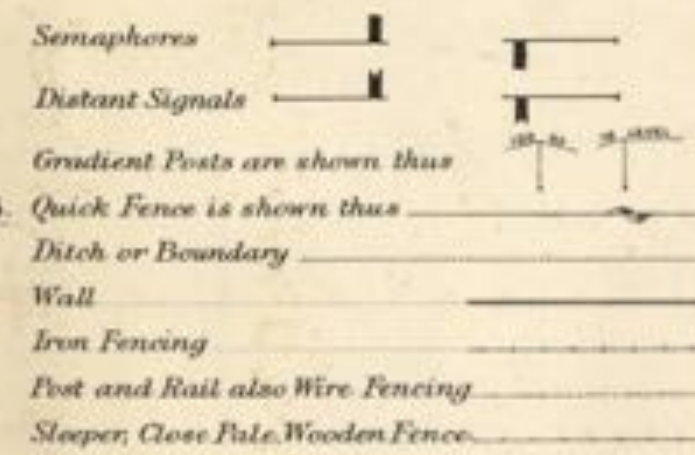 Semaphores
Distant Signals
Gradient Posts are shown thus
Quick Fence is shown thus
Ditch or Boundary
Wall
Iron Fencing
Post and Rail also Wire Fencing
Sleeper, Close Pale, Wooden Fence